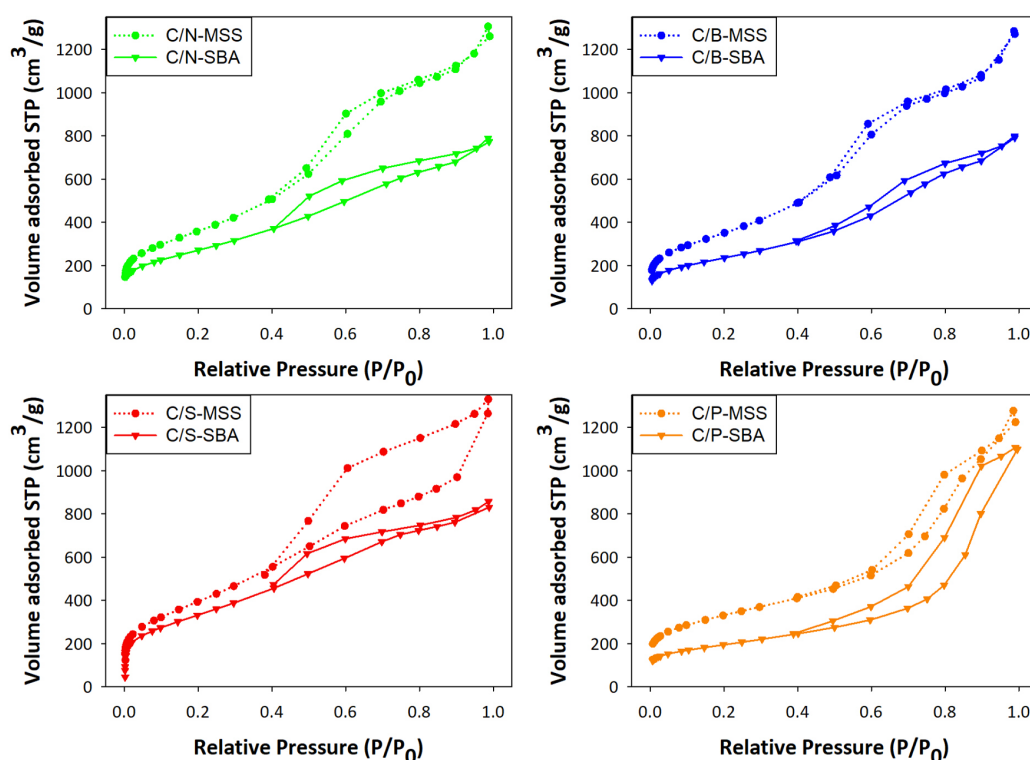 Volume adsorbed STP (cm³/g)
C/N-MSS
C/N-SBA
1200
1000
800
600
400
200
0
0.0 0.2 0.4 0.6 0.8 1.0
Relative Pressure (P/P₀)
Volume adsorbed STP (cm³/g)
C/B-MSS
C/B-SBA
1200
1000
800
600
400
200
0
0.0 0.2 0.4 0.6 0.8 1.0
Relative Pressure (P/P₀)
Volume adsorbed STP (cm³/g)
C/S-MSS
C/S-SBA
1200
1000
800
600
400
200
0
0.0 0.2 0.4 0.6 0.8 1.0
Relative Pressure (P/P₀)
Volume adsorbed STP (cm³/g)
C/P-MSS
C/P-SBA
1200
1000
800
600
400
200
0
0.0 0.2 0.4 0.6 0.8 1.0
Relative Pressure (P/P₀)